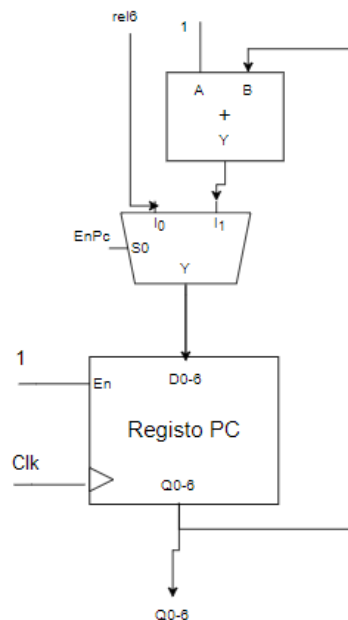 rel6
1
A B
+
Y
I0 I1
EnPc
S0
Y
1
En
D0-6
Registo PC
Clk
Q0-6
Q0-6